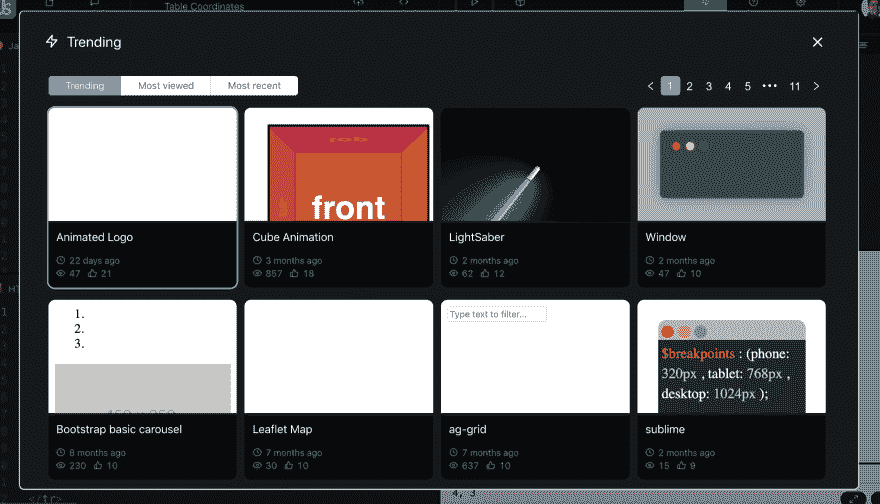 Table Coordinates
Trending
Trending Most viewed Most recent
1 2 3 4 5 ••• 11
rob
front
Animated Logo
22 days ago
47 21
Cube Animation
3 months ago
857 18
LightSaber
2 months ago
62 12
Window
2 months ago
47 10
1.
2.
3.
Bootstrap basic carousel
8 months ago
230 10
Leaflet Map
7 months ago
30 10
Type text to filter...
ag-grid
7 months ago
637 10
$breakpoints : (phone:
320px , tablet: 768px ,
desktop: 1024px );
sublime
2 months ago
15 9
</tr>
4, 3